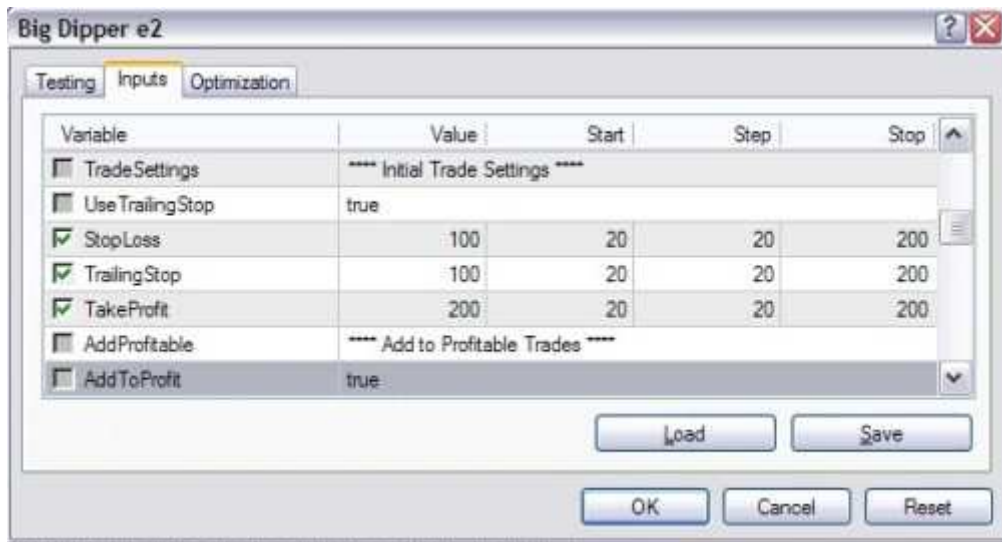 Big Dipper e2
Testing Inputs Optimization
Variable Value Start Step Stop
TradeSettings **** Initial Trade Settings ****
UseTrailingStop true
StopLoss 100 20 20 200
TrailingStop 100 20 20 200
TakeProfit 200 20 20 200
AddProfitable **** Add to Profitable Trades ****
AddToProfit true
Load Save
OK Cancel Reset